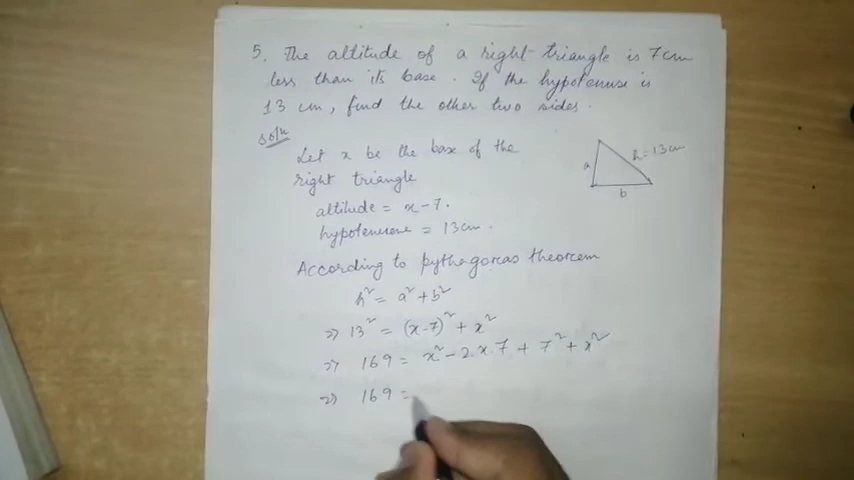 5. The altitude of a right triangle is 7cm
less than its base. If the hypotenuse is
13 cm, find the other two sides.
Soln
Let x be the base of the
right triangle
altitude = x-7.
hypotenuse = 13cm.
a
h=13cm
b
According to pythagoras theorem
h² = a² + b²
⇒ 13² = (x-7)² + x²
⇒ 169 = x² - 2.x.7 + 7² + x²
⇒ 169 =